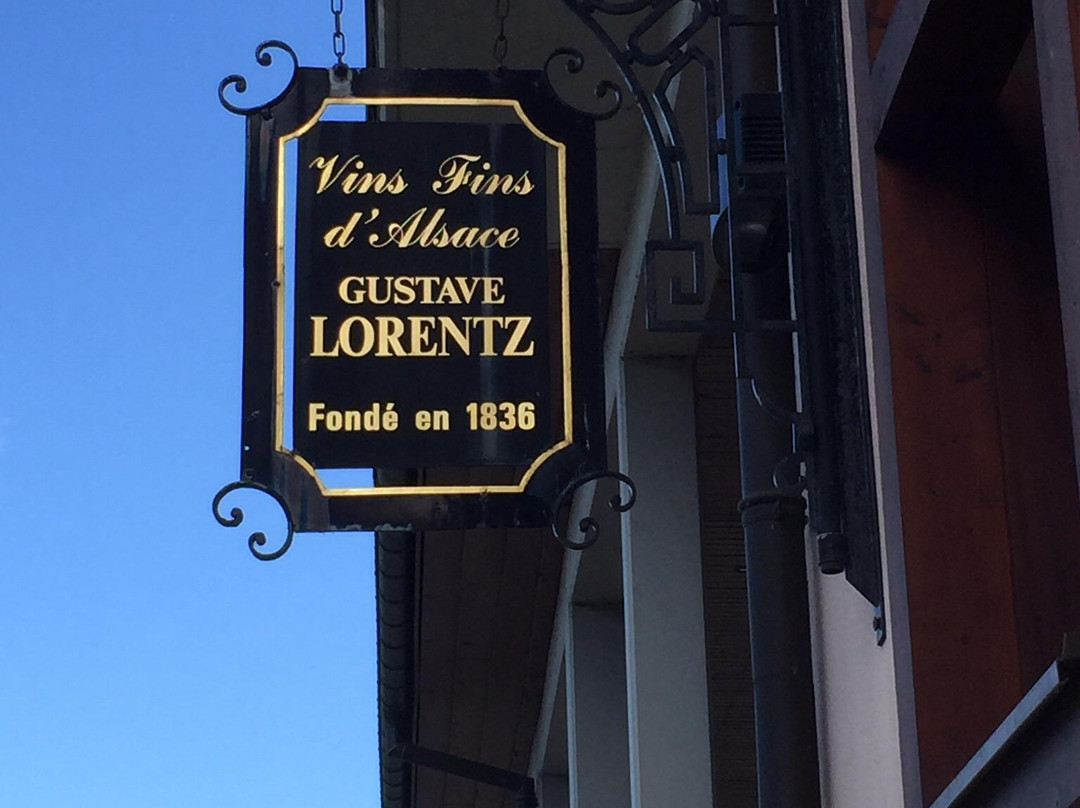 Vins Fins
d'Alsace
GUSTAVE
LORENTZ
Fondé en 1836